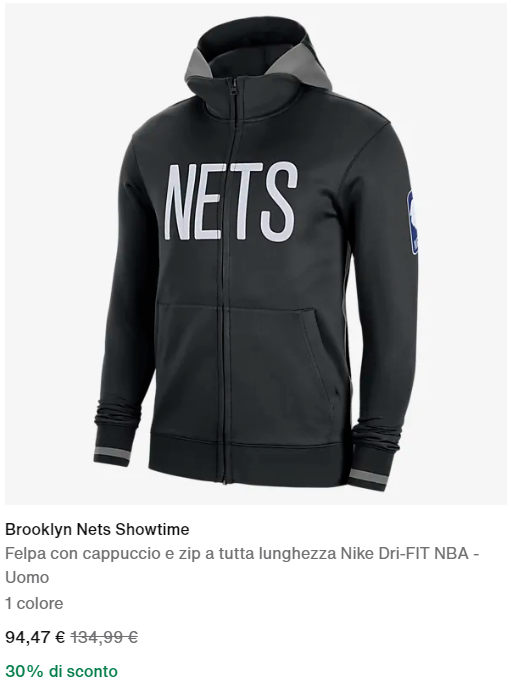 NETS
Brooklyn Nets Showtime
Felpa con cappuccio e zip a tutta lunghezza Nike Dri-FIT NBA -
Uomo
1 colore
94,47 € 134,99 €
30% di sconto